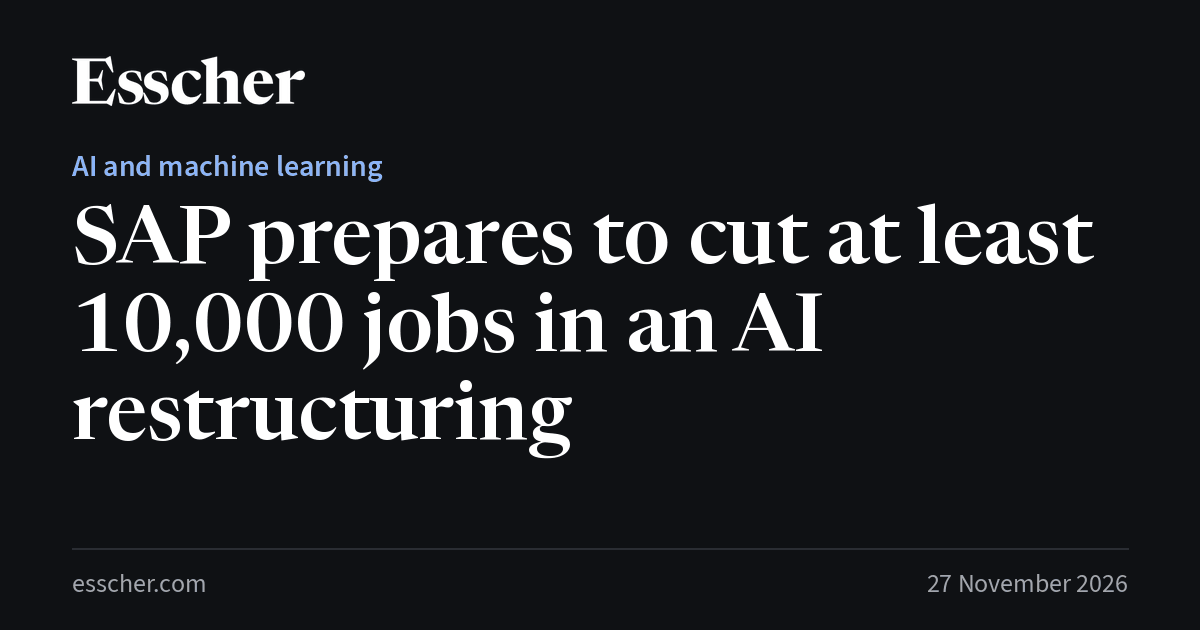 Esscher
AI and machine learning
SAP prepares to cut at least
10,000 jobs in an AI
restructuring
esscher.com
27 November 2026